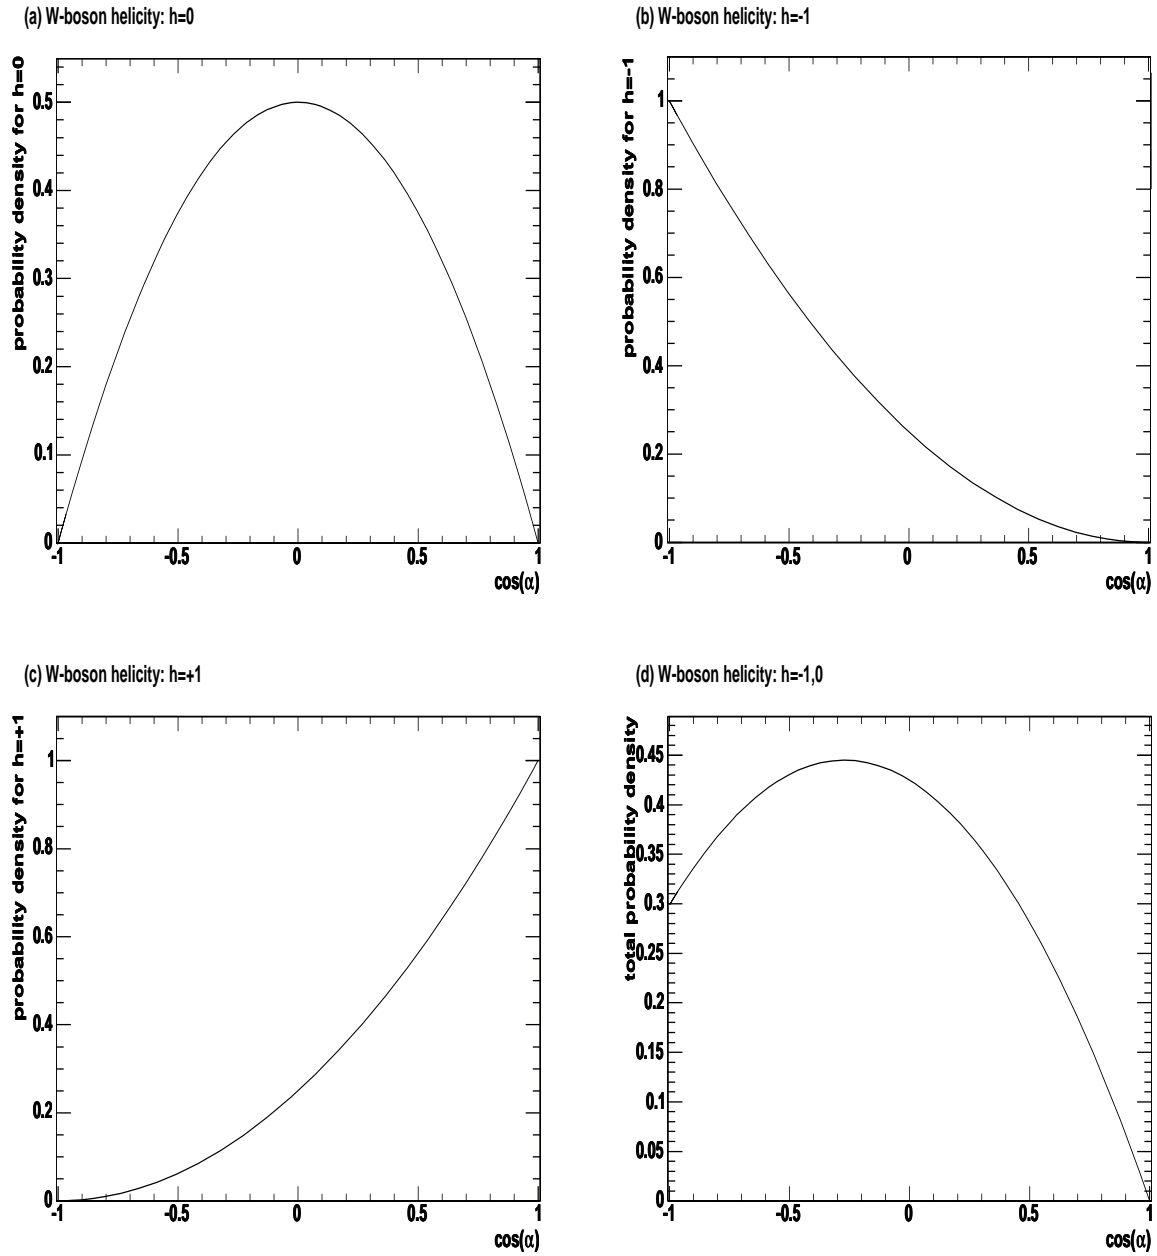 (a) W-boson helicity: h=0
probability density for h=0
0.5
0.4
0.3
0.2
0.1
0
-1 -0.5 0 0.5 1
cos(α)
(b) W-boson helicity: h=-1
probability density for h=-1
1
0.8
0.6
0.4
0.2
0
-1 -0.5 0 0.5 1
cos(α)
(c) W-boson helicity: h=+1
probability density for h=+1
1
0.8
0.6
0.4
0.2
0
-1 -0.5 0 0.5 1
cos(α)
(d) W-boson helicity: h=-1,0
total probability density
0.45
0.4
0.35
0.3
0.25
0.2
0.15
0.1
0.05
0
-1 -0.5 0 0.5 1
cos(α)